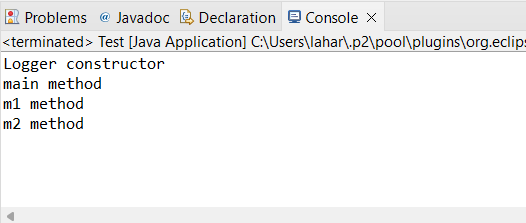 Problems @ Javadoc Declaration Console
<terminated> Test [Java Application] C:\Users\lahar\.p2\pool\plugins\org.eclips
Logger constructor
main method
m1 method
m2 method